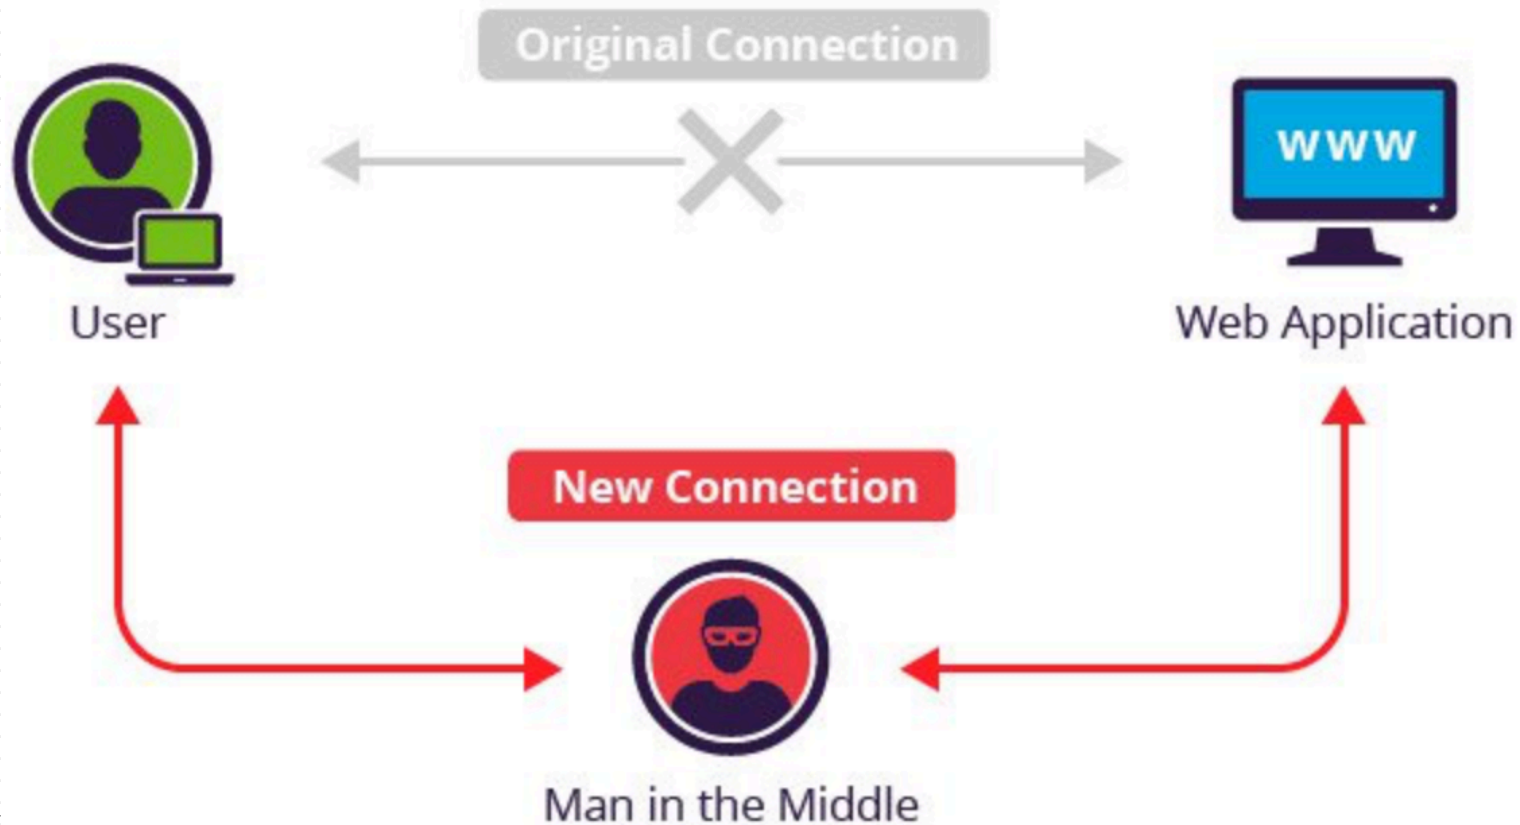 Original Connection
www
User
Web Application
New Connection
Man in the Middle